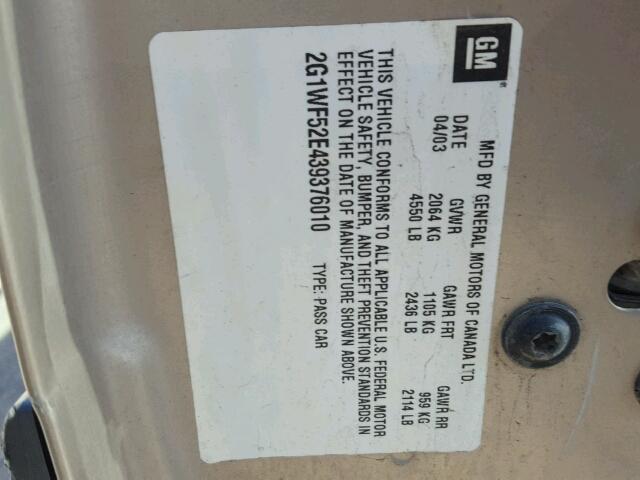 GM
MFD BY GENERAL MOTORS OF CANADA LTD.
DATE GVWR GAWR FRT GAWR RR
04/03 2064 KG 1105 KG 959 KG
4550 LB 2436 LB 2114 LB
THIS VEHICLE CONFORMS TO ALL APPLICABLE U.S. FEDERAL MOTOR
VEHICLE SAFETY, BUMPER, AND THEFT PREVENTION STANDARDS IN
EFFECT ON THE DATE OF MANUFACTURE SHOWN ABOVE.
2G1WF52E439376010 TYPE: PASS CAR